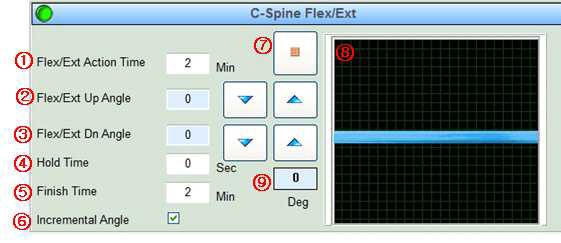 C-Spine Flex/Ext
① Flex/Ext Action Time 2 Min ⑦ ⑧
② Flex/Ext Up Angle 0
③ Flex/Ext Dn Angle 0
④ Hold Time 0 Sec ⑨ 0
⑤ Finish Time 2 Min Deg
⑥ Incremental Angle